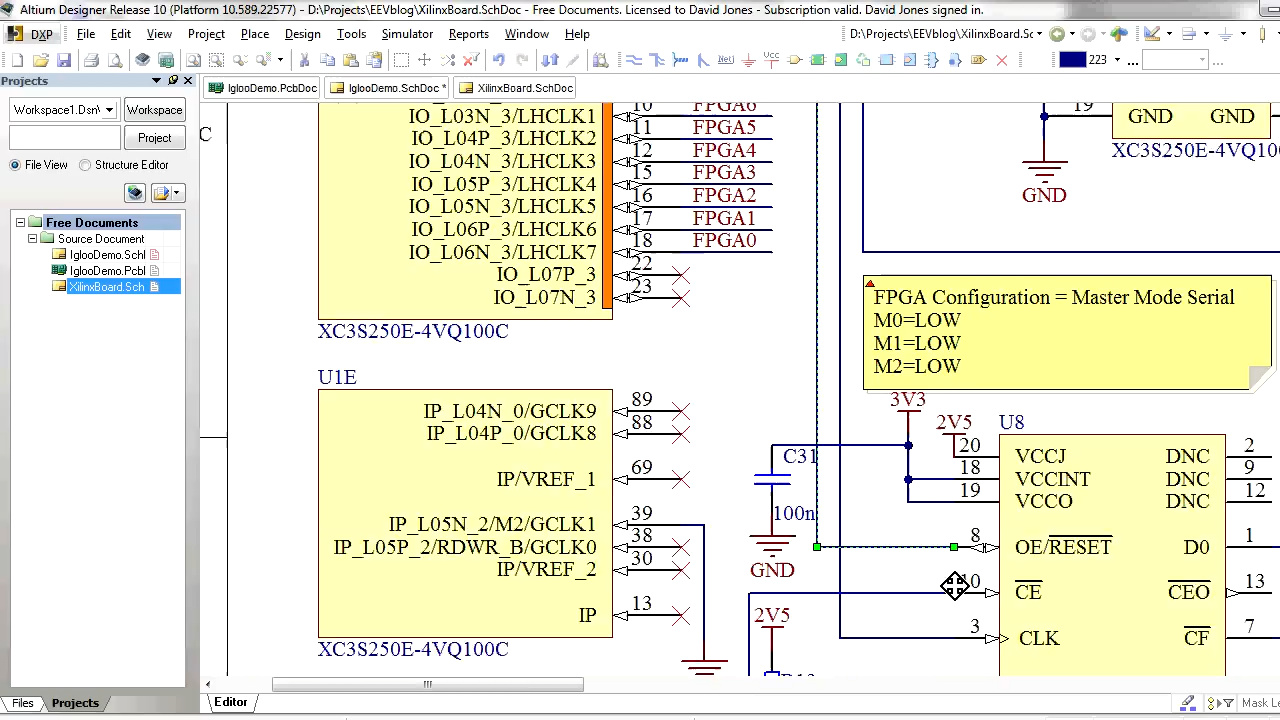 Altium Designer Release 10 (Platform 10.589.22577) - D:\Projects\EEVblog\XilinxBoard.SchDoc - Free Documents. Licensed to David Jones - Subscription valid. David Jones signed in.
DXP File Edit View Project Place Design Tools Simulator Reports Window Help D:\Projects\EEVblog\XilinxBoard.Sc
Net Vcc 223 ...
Projects
IglooDemo.PcbDoc IglooDemo.SchDoc * XilinxBoard.SchDoc
Workspace1.Dsn Workspace
Project
File View Structure Editor
Free Documents
Source Document
IglooDemo.Schl
IglooDemo.Pcbl
XilinxBoard.Sch
C
10 FPGA6
IO_L03N_3/LHCLK1 11 FPGA5
IO_L04P_3/LHCLK2 12 FPGA4
IO_L04N_3/LHCLK3 15 FPGA3
IO_L05P_3/LHCLK4 16 FPGA2
IO_L05N_3/LHCLK5 17 FPGA1
IO_L06P_3/LHCLK6 18 FPGA0
IO_L06N_3/LHCLK7
IO_L07P_3 22
IO_L07N_3 23
XC3S250E-4VQ100C
19 GND GND
XC3S250E-4VQ100
GND
FPGA Configuration = Master Mode Serial
M0=LOW
M1=LOW
M2=LOW
U1E
IP_L04N_0/GCLK9 89
IP_L04P_0/GCLK8 88
IP/VREF_1 69
IP_L05N_2/M2/GCLK1 39
IP_L05P_2/RDWR_B/GCLK0 38
IP/VREF_2 30
IP 13
XC3S250E-4VQ100C
3V3
2V5
U8
C31
100n
GND
2V5
20 VCCJ DNC 2
18 VCCINT DNC 9
19 VCCO DNC 12
8 OE/RESET D0 1
10 CE CEO 13
3 CLK CF 7
Files Projects
Editor
Mask